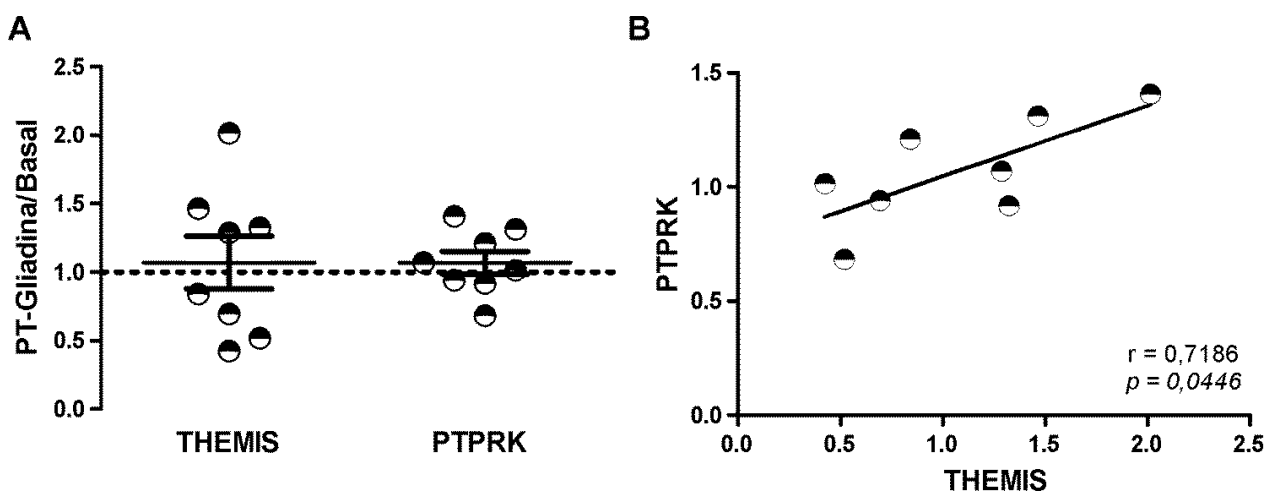 A
PT-Gliadina/Basal
2.5
2.0
1.5
1.0
0.5
0.0
THEMIS PTPRK
B
PTPRK
1.5
1.0
0.5
0.0
r = 0,7186
p = 0,0446
0.0 0.5 1.0 1.5 2.0 2.5
THEMIS